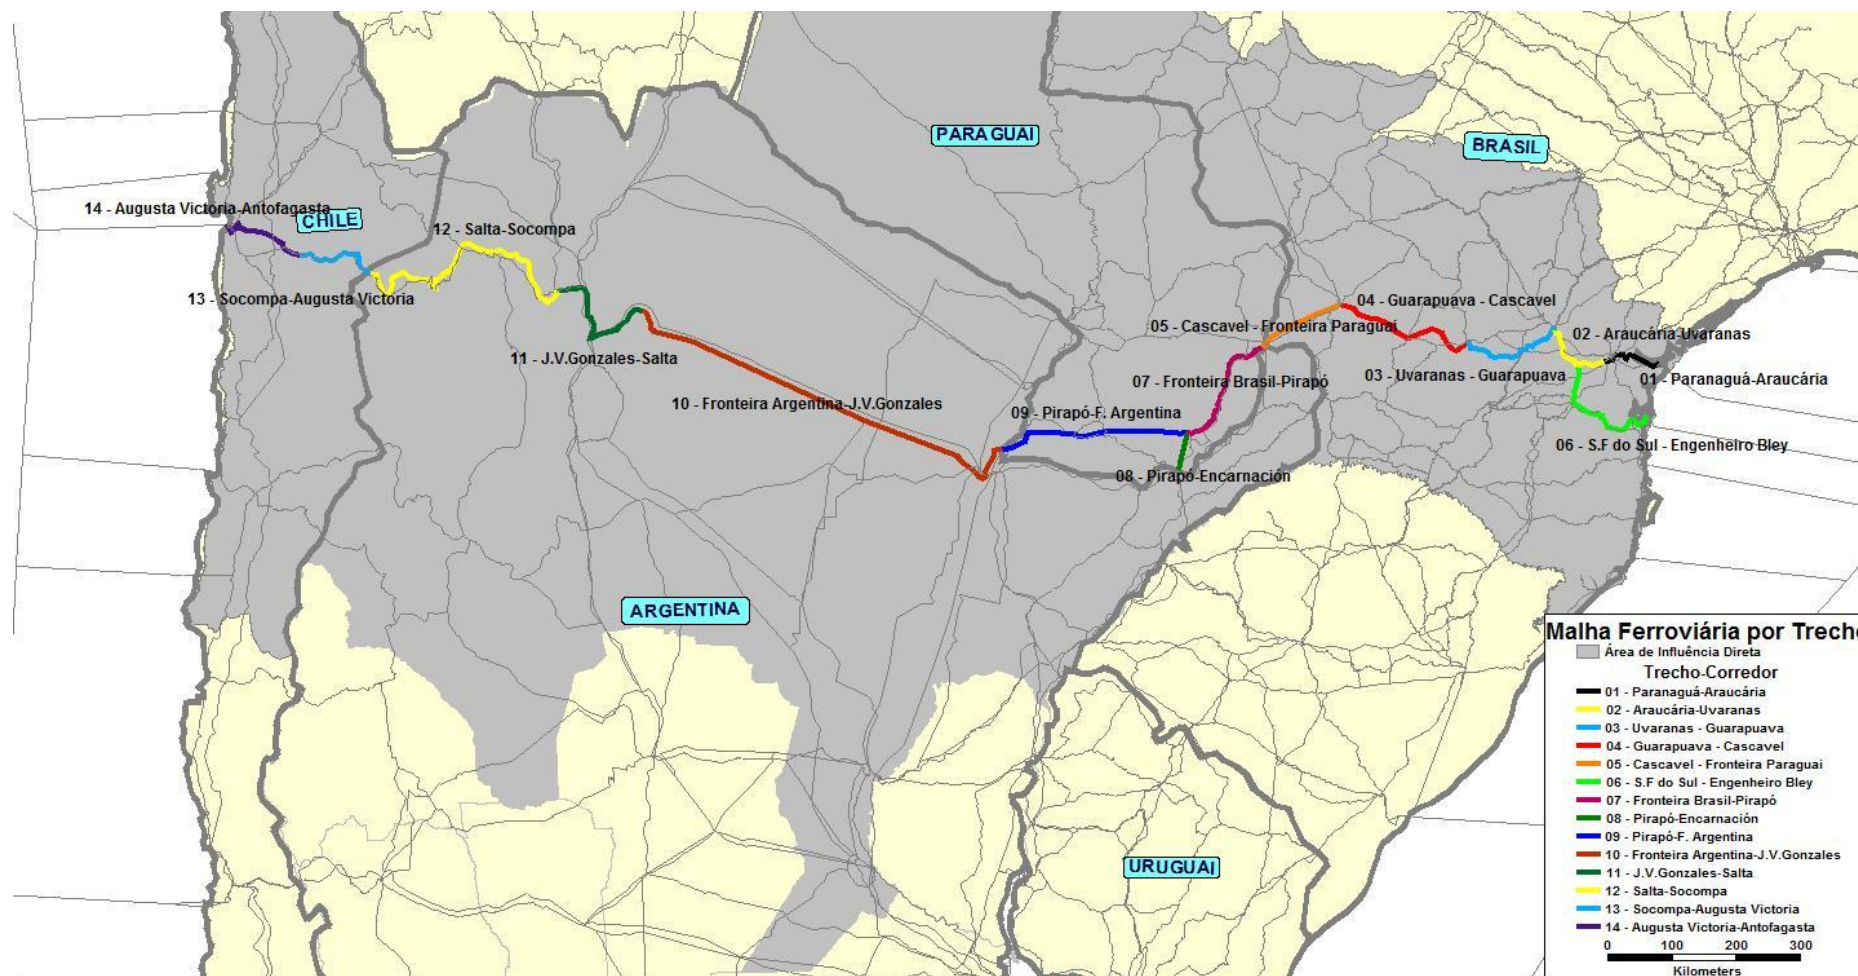 PARAGUAI
BRASIL
14 - Augusta Victoria-Antofagasta
CHILE
12 - Salta-Socompa
13 - Socompa-Augusta Victoria
04 - Guarapuava - Cascavel
05 - Cascavel - Fronteira Paraguai
02 - Araucária-Uvaranas
11 - J.V.Gonzales-Salta
03 - Uvaranas - Guarapuava
01 - Paranaguá-Araucária
07 - Fronteira Brasil-Pirapó
10 - Fronteira Argentina-J.V.Gonzales
09 - Pirapó-F. Argentina
06 - S.F do Sul - Engenheiro Bley
08 - Pirapó-Encarnación
ARGENTINA
URUGUAI
Malha Ferroviária por Trecho
Área de Influência Direta
Trecho-Corredor
01 - Paranaguá-Araucária
02 - Araucária-Uvaranas
03 - Uvaranas - Guarapuava
04 - Guarapuava - Cascavel
05 - Cascavel - Fronteira Paraguai
06 - S.F do Sul - Engenheiro Bley
07 - Fronteira Brasil-Pirapó
08 - Pirapó-Encarnación
09 - Pirapó-F. Argentina
10 - Fronteira Argentina-J.V.Gonzales
11 - J.V.Gonzales-Salta
12 - Salta-Socompa
13 - Socompa-Augusta Victoria
14 - Augusta Victoria-Antofagasta
0 100 200 300
Kilometers